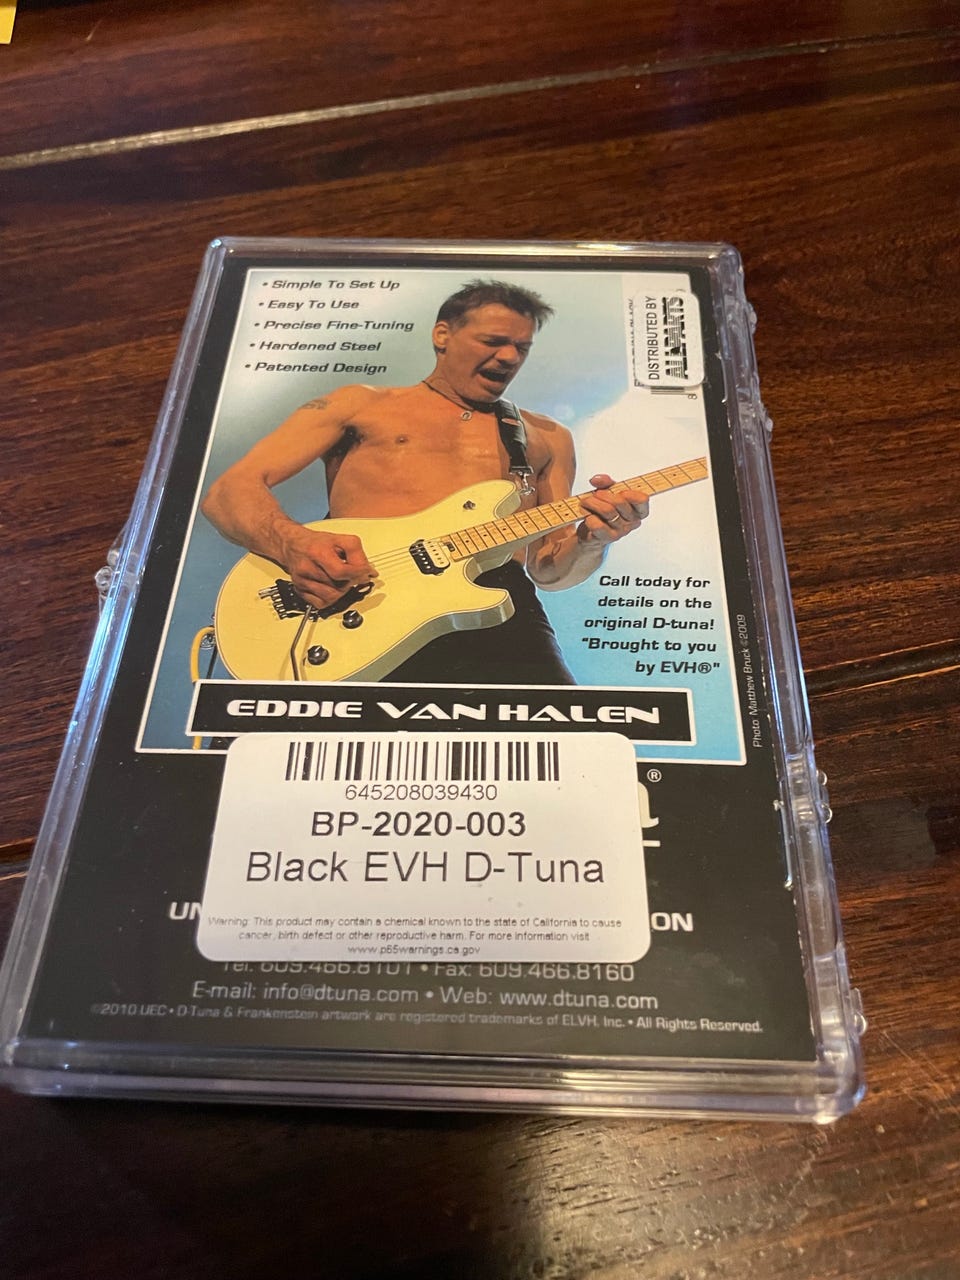 • Simple To Set Up
• Easy To Use
• Precise Fine-Tuning
• Hardened Steel
• Patented Design
DISTRIBUTED BY
ALLPARTS
8
Call today for
details on the
original D-tuna!
"Brought to you
by EVH®"
Photo Matthew Bruck ©2009
EDDIE VAN HALEN
®
645208039430
BP-2020-003
Black EVH D-Tuna
Warning: This product may contain a chemical known to the state of California to cause
cancer, birth defect or other reproductive harm. For more information visit
www.p65warnings.ca.gov
UN
ON
Tel: 609.466.8101 • Fax: 609.466.8160
E-mail: info@dtuna.com • Web: www.dtuna.com
©2010 UEC • D-Tuna & Frankenstein artwork are registered trademarks of ELVH, Inc. • All Rights Reserved.